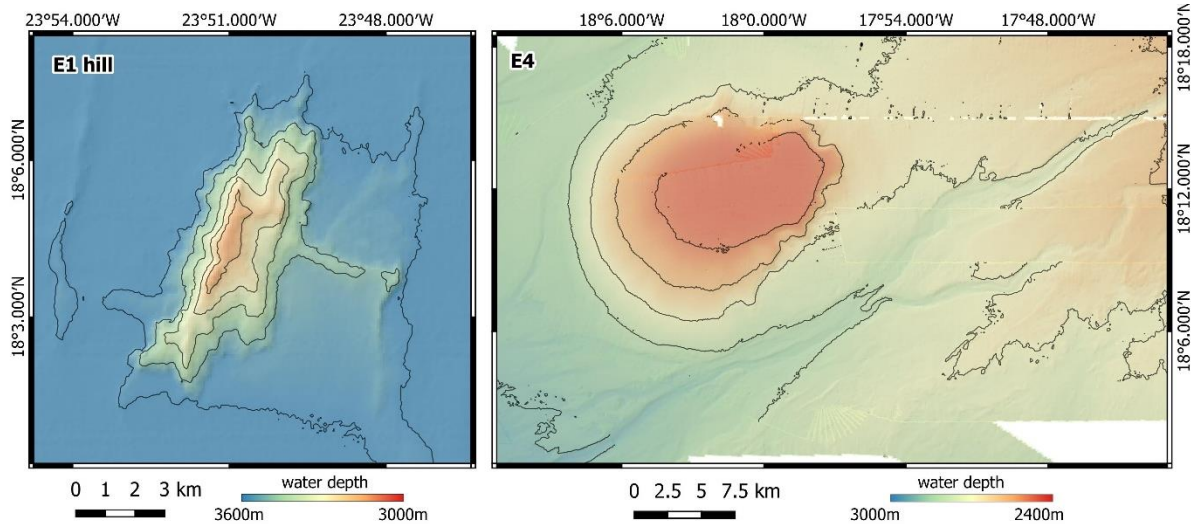 23°54.000'W 23°51.000'W 23°48.000'W
18°6.000'W 18°0.000'W 17°54.000'W 17°48.000'W
E1 hill
E4
18°6.000'N
18°3.000'N
18°18.000'N
18°12.000'N
18°6.000'N
0 1 2 3 km
water depth
3600m 3000m
0 2.5 5 7.5 km
water depth
3000m 2400m